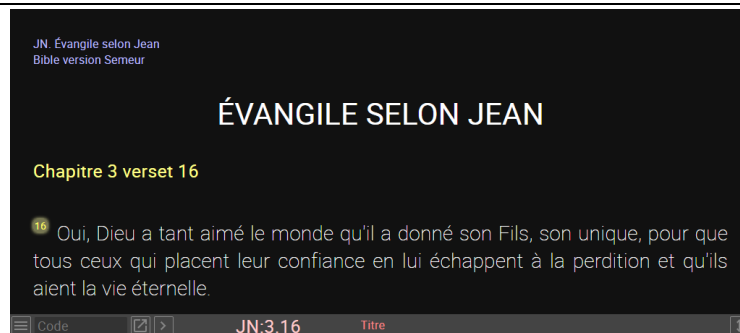 JN. Évangile selon Jean
Bible version Semeur
ÉVANGILE SELON JEAN
Chapitre 3 verset 16
16 Oui, Dieu a tant aimé le monde qu'il a donné son Fils, son unique, pour que
tous ceux qui placent leur confiance en lui échappent à la perdition et qu'ils
aient la vie éternelle.
Code > JN:3.16 Titre